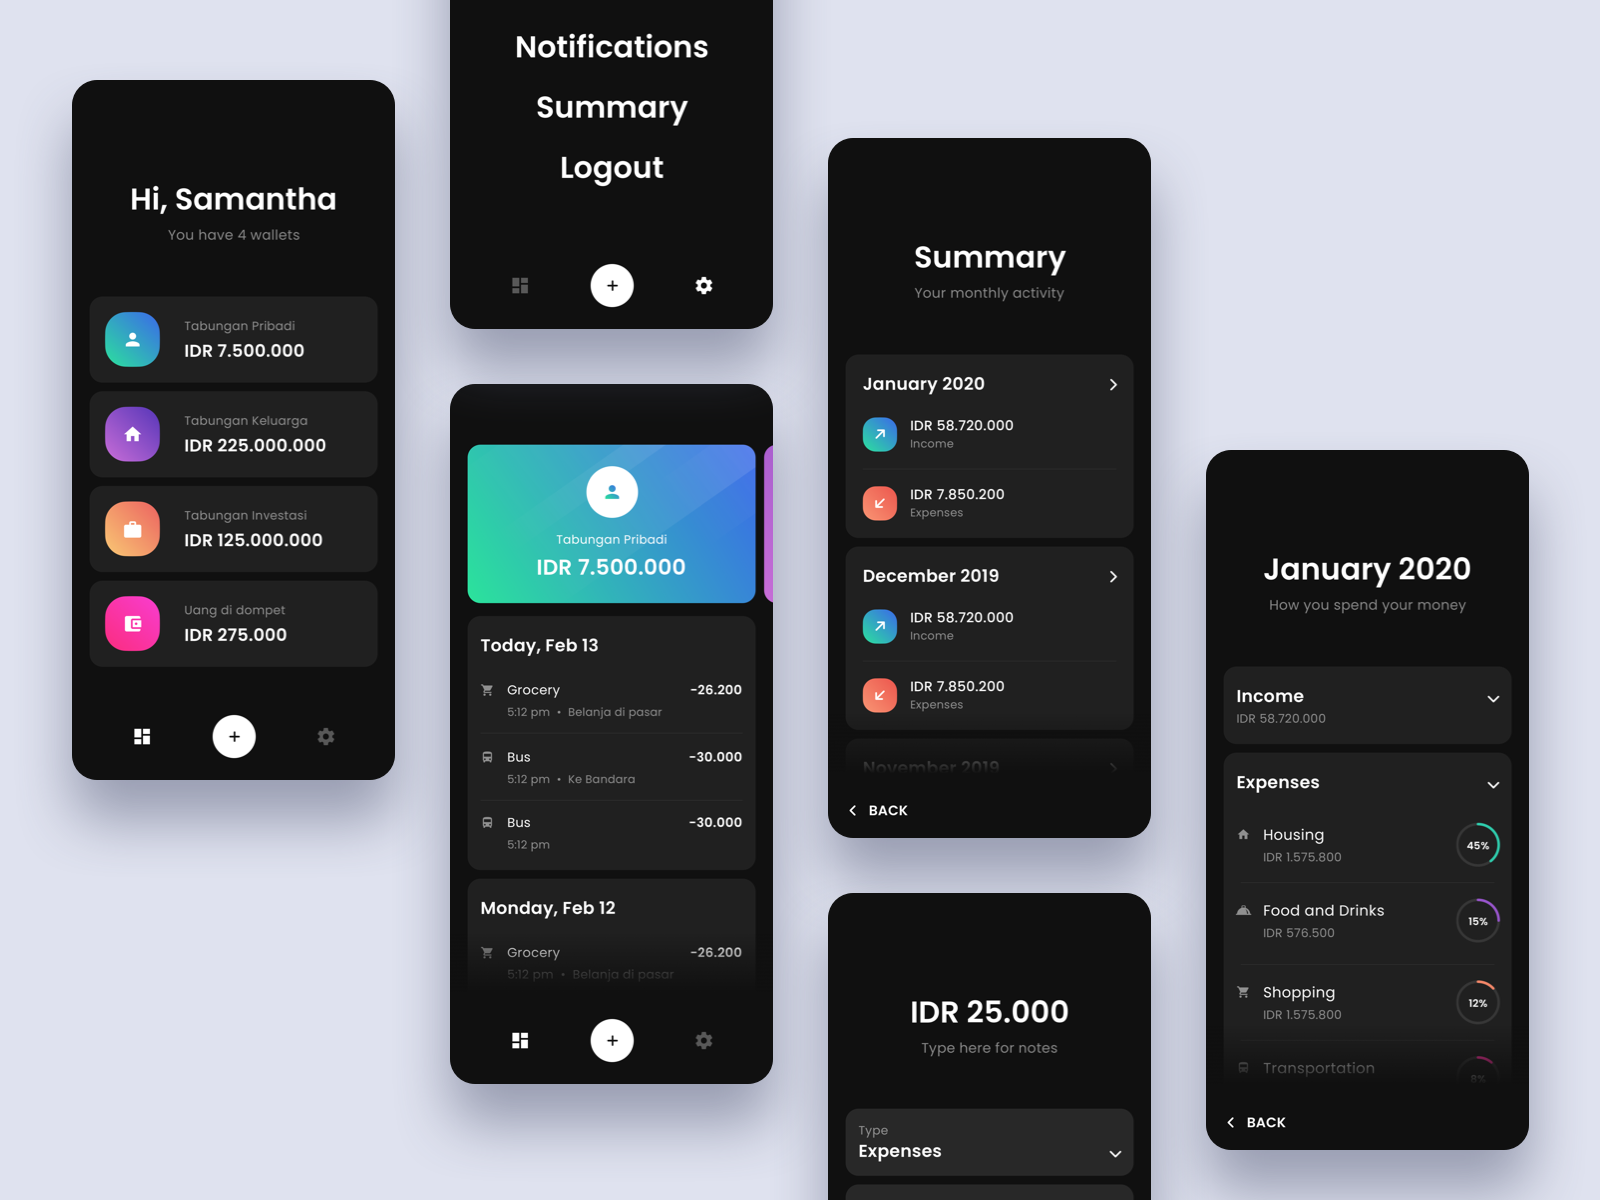 Hi, Samantha
You have 4 wallets
Tabungan Pribadi
IDR 7.500.000
Tabungan Keluarga
IDR 225.000.000
Tabungan Investasi
IDR 125.000.000
Uang di dompet
IDR 275.000
Notifications
Summary
Logout
Tabungan Pribadi
IDR 7.500.000
Today, Feb 13
Grocery -26.200
5:12 pm • Belanja di pasar
Bus -30.000
5:12 pm • Ke Bandara
Bus -30.000
5:12 pm
Monday, Feb 12
Grocery -26.200
5:12 pm • Belanja di pasar
Summary
Your monthly activity
January 2020
IDR 58.720.000
Income
IDR 7.850.200
Expenses
December 2019
IDR 58.720.000
Income
IDR 7.850.200
Expenses
November 2019
BACK
IDR 25.000
Type here for notes
Type
Expenses
January 2020
How you spend your money
Income
IDR 58.720.000
Expenses
Housing
IDR 1.575.800
45%
Food and Drinks
IDR 576.500
15%
Shopping
IDR 1.575.800
12%
Transportation
8%
BACK